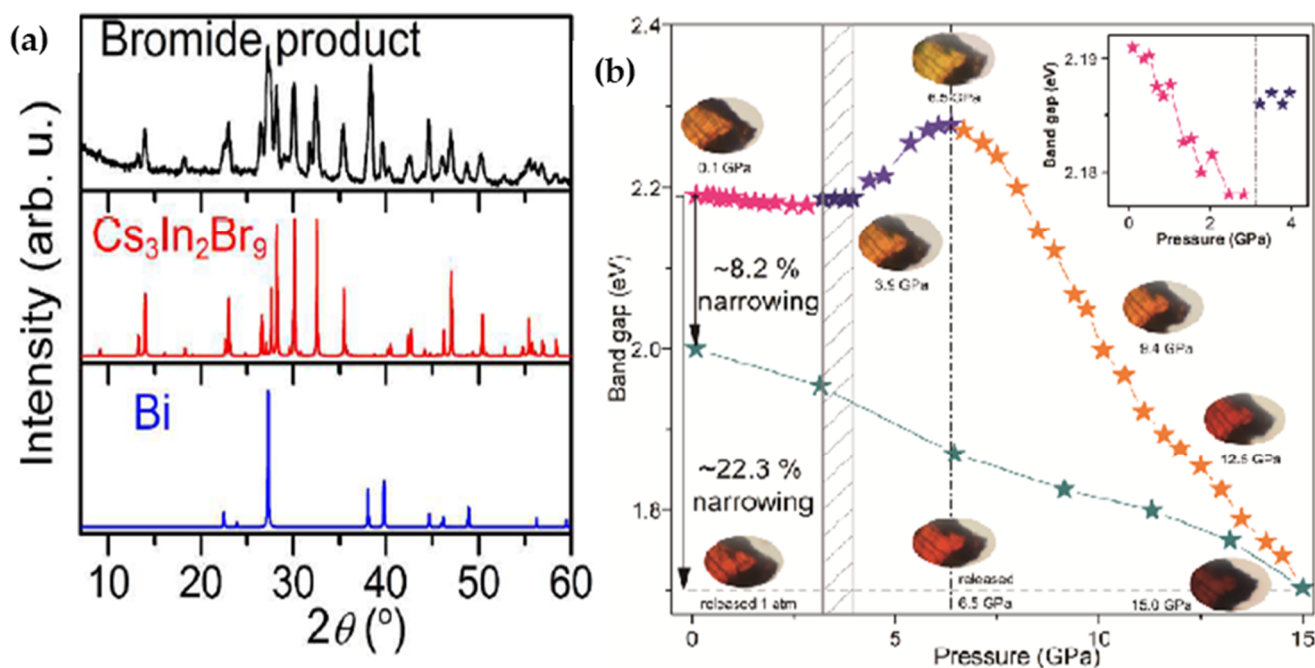 (a)
Bromide product
Cs₃In₂Br₉
Bi
Intensity (arb. u.)
10 20 30 40 50 60
2θ (°)
(b)
2.4
2.2
2.0
1.8
Band gap (eV)
0 5 10 15
Pressure (GPa)
0.1 GPa
6.5 GPa
3.9 GPa
9.4 GPa
12.5 GPa
15.0 GPa
~8.2 %
narrowing
~22.3 %
narrowing
released 1 atm
released
6.5 GPa
2.19
2.18
Band gap (eV)
0 2 4
Pressure (GPa)